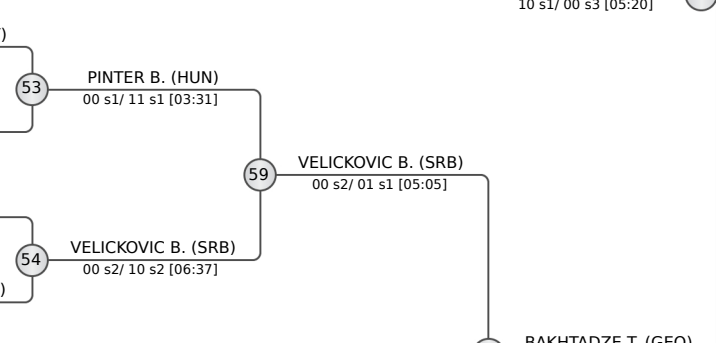 10 s1/ 00 s3 [05:20]
)
53
PINTER B. (HUN)
00 s1/ 11 s1 [03:31]
59
VELICKOVIC B. (SRB)
00 s2/ 01 s1 [05:05]
54
VELICKOVIC B. (SRB)
00 s2/ 10 s2 [06:37]
)
BAKHTADZE T. (GEO)